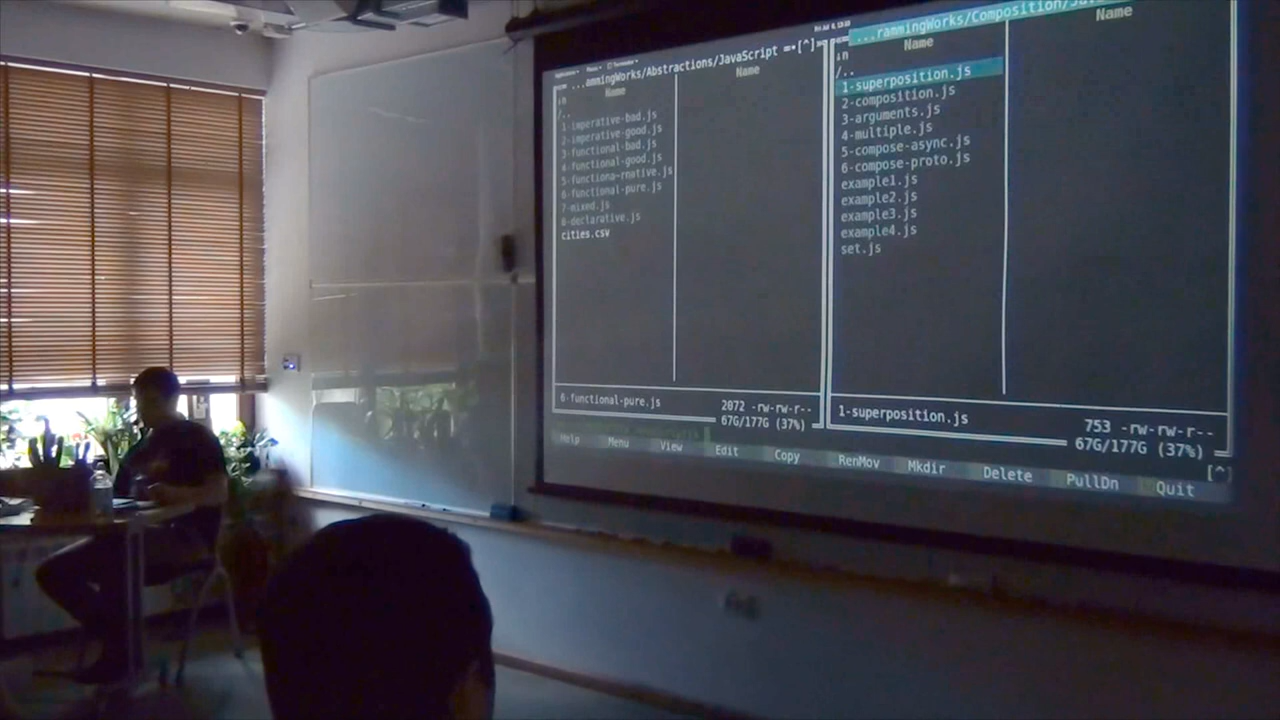 ...ammingWorks/Abstractions/JavaScript
Name
Name
/..
1-imperative-bad.js
2-imperative-good.js
3-functional-bad.js
4-functional-good.js
5-functiona~rnative.js
6-functional-pure.js
7-mixed.js
8-declarative.js
cities.csv
6-functional-pure.js
2072 -rw-rw-r--
67G/177G (37%)
...rammingWorks/Composition/
Name
Name
/..
1-superposition.js
2-composition.js
3-arguments.js
4-multiple.js
5-compose-async.js
6-compose-proto.js
example1.js
example2.js
example3.js
example4.js
set.js
1-superposition.js
753 -rw-rw-r--
67G/177G (37%)
[^]
Help Menu View Edit Copy RenMov Mkdir Delete PullDn Quit